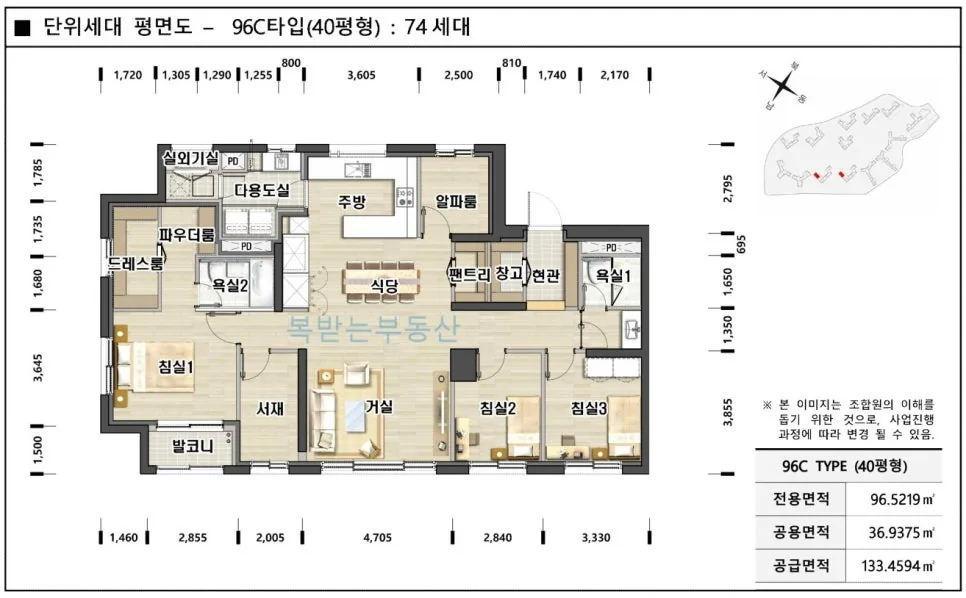 ■ 단위세대 평면도 – 96C타입(40평형) : 74세대
1,720 1,305 1,290 1,255 800 3,605 2,500 810 1,740 2,170
1,785
1,735
1,680
3,645
1,500
실외기실
PD
다용도실
주방
알파룸
파우더룸
드레스룸
PD
욕실2
식당
팬트리
창고
현관
PD
욕실1
복받는부동산
침실1
서재
거실
침실2
침실3
발코니
2,795
695
1,650
1,350
3,855
1,460 2,855 2,005 4,705 2,840 3,330
북
서
동
남
※ 본 이미지는 조합원의 이해를
돕기 위한 것으로, 사업진행
과정에 따라 변경 될 수 있음.
96C TYPE (40평형)
전용면적 96.5219㎡
공용면적 36.9375㎡
공급면적 133.4594㎡